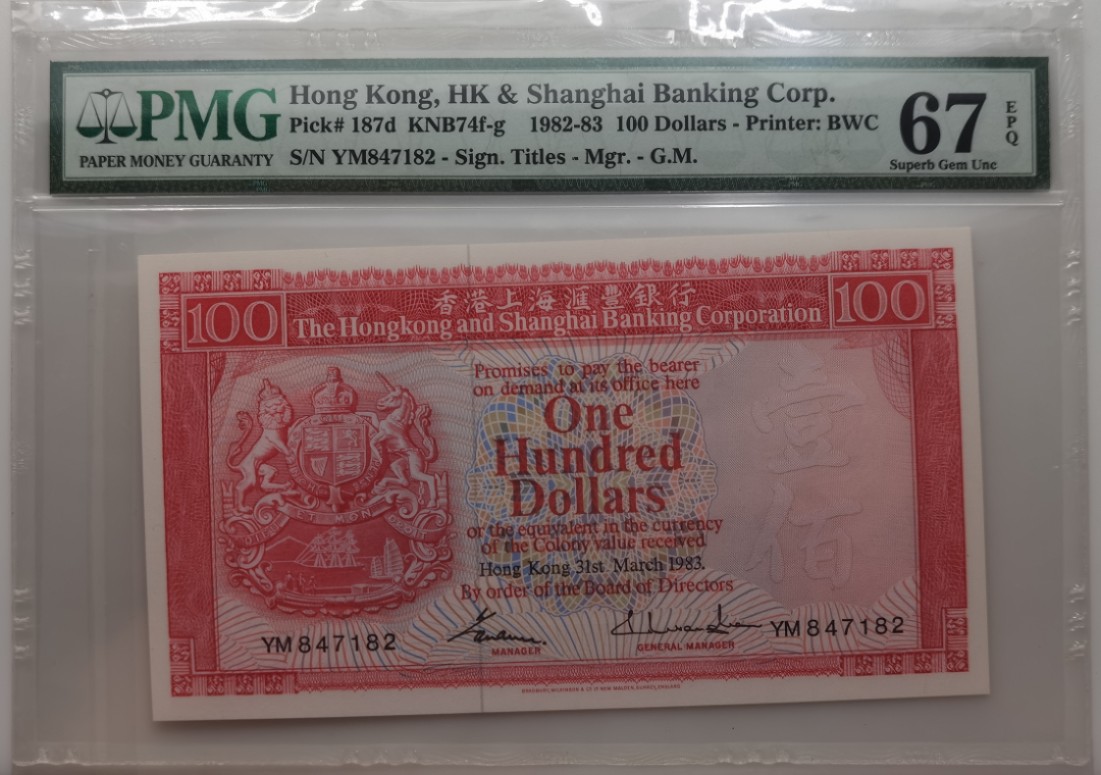 PMG
PAPER MONEY GUARANTY
Hong Kong, HK & Shanghai Banking Corp.
Pick# 187d KNB74f-g 1982-83 100 Dollars - Printer: BWC
S/N YM847182 - Sign. Titles - Mgr. - G.M.
67
EPQ
Superb Gem Unc
100
香港上海滙豐銀行
100
The Hongkong and Shanghai Banking Corporation
Promises to pay the bearer
on demand at its office here
One
Hundred
Dollars
or the equivalent in the currency
of the Colony value received
Hong Kong 31st March 1983.
By order of the Board of Directors
壹
佰
YM847182
MANAGER
GENERAL MANAGER
YM847182